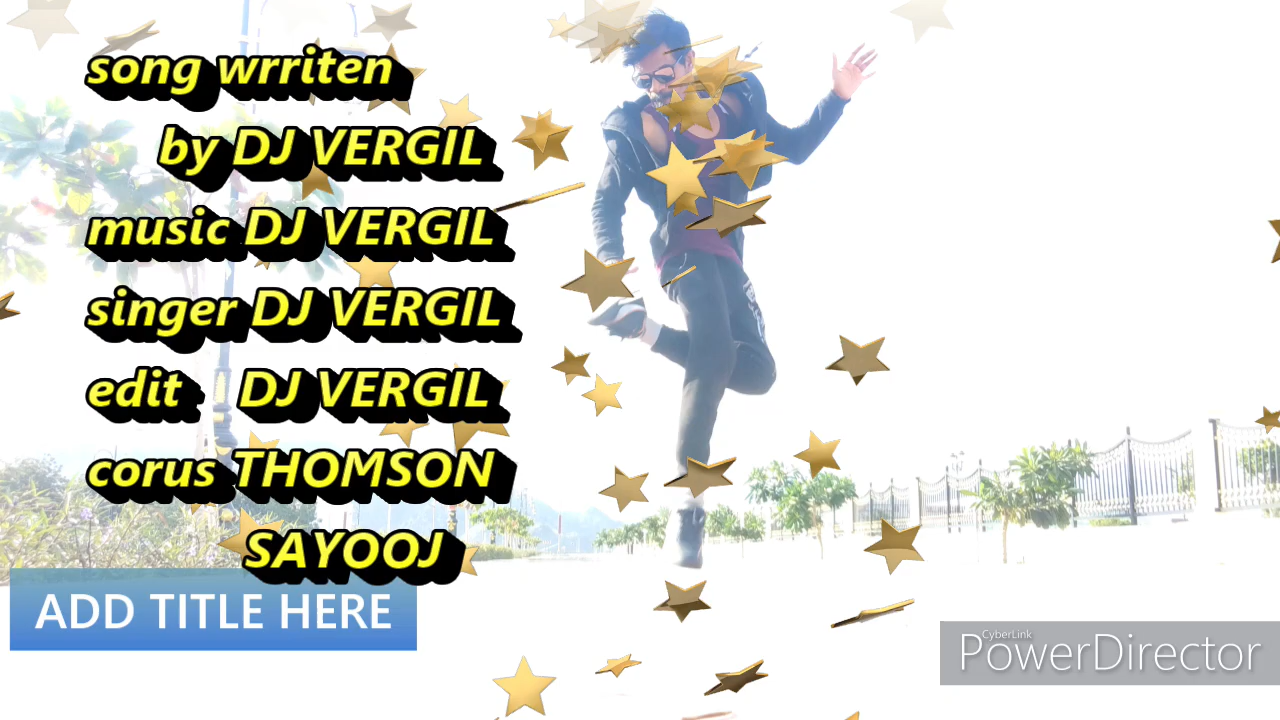 song wrriten
by DJ VERGIL
music DJ VERGIL
singer DJ VERGIL
edit DJ VERGIL
corus THOMSON
SAYOOJ
ADD TITLE HERE
CyberLink
PowerDirector